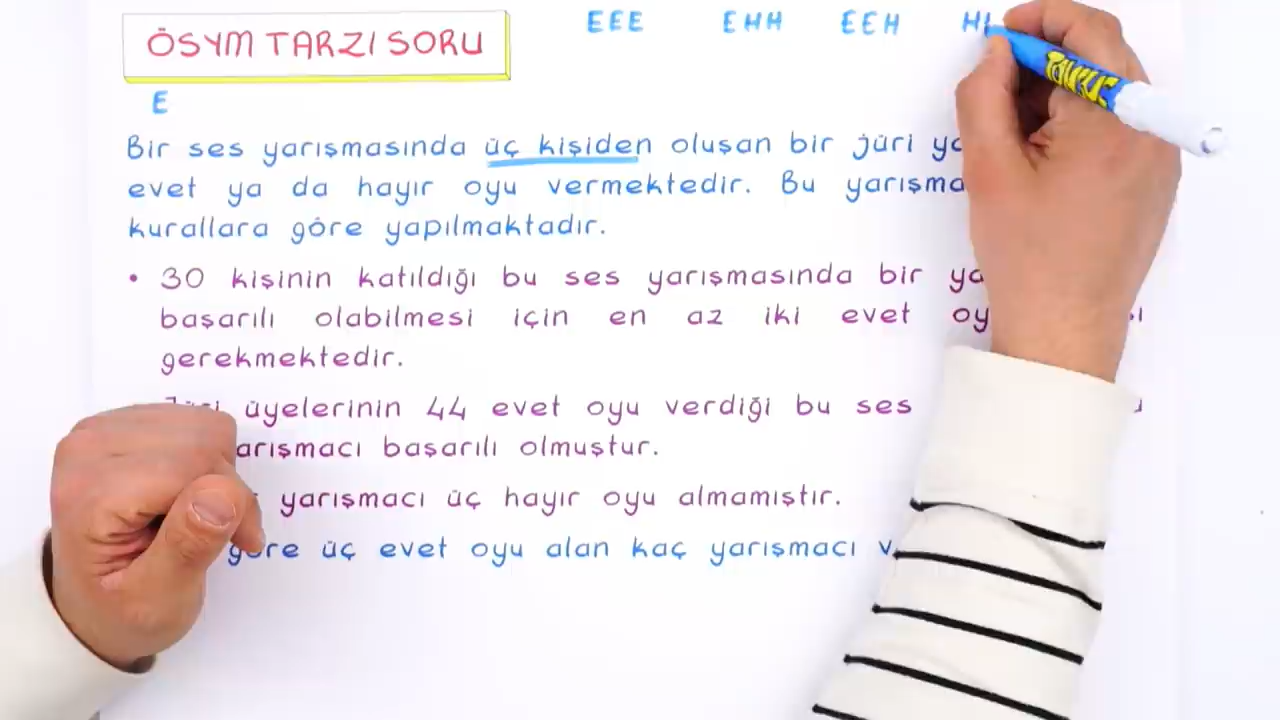 EEE EHH EEH
ÖSYM TARZI SORU
E
Bir ses yarışmasında üç kişiden oluşan bir jüri
evet ya da hayır oyu vermektedir. Bu
kurallara göre yapılmaktadır.
• 30 kişinin katıldığı bu ses yarışmasında bir
başarılı olabilmesi için en az iki evet
gerekmektedir.
üyelerinin 44 evet oyu verdiği bu ses
başarılı olmuştur.
yarışmacı üç hayır oyu almamıştır.
göre üç evet oyu alan kaç yarışmacı